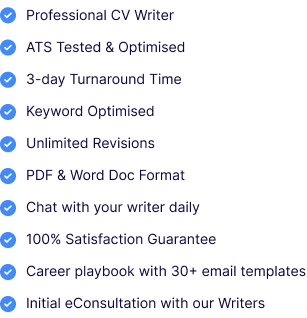 Professional CV Writer
ATS Tested & Optimised
3-day Turnaround Time
Keyword Optimised
Unlimited Revisions
PDF & Word Doc Format
Chat with your writer daily
100% Satisfaction Guarantee
Career playbook with 30+ email templates
Initial eConsultation with our Writers